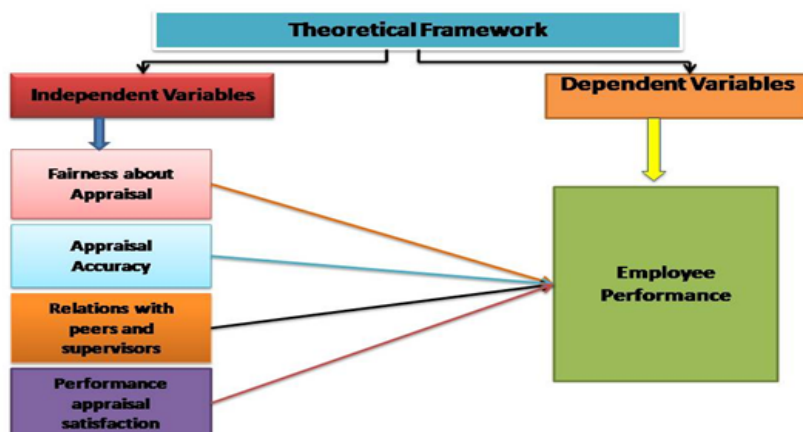 Theoretical Framework
Independent Variables
Dependent Variables
Fairness about
Appraisal
Appraisal
Accuracy
Relations with
peers and
supervisors
Performance
appraisal
satisfaction
Employee
Performance